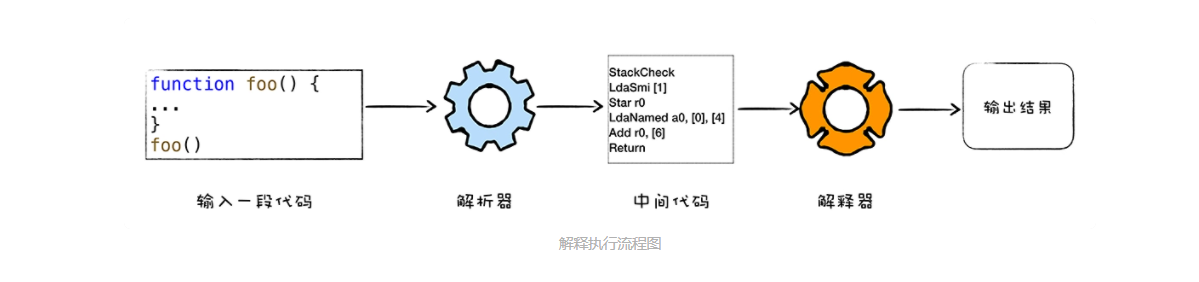 function foo() {
...
}
foo()
StackCheck
LdaSmi [1]
Star r0
LdaNamed a0, [0], [4]
Add r0, [6]
Return
输出结果
输入一段代码
解析器
中间代码
解释器
解释执行流程图